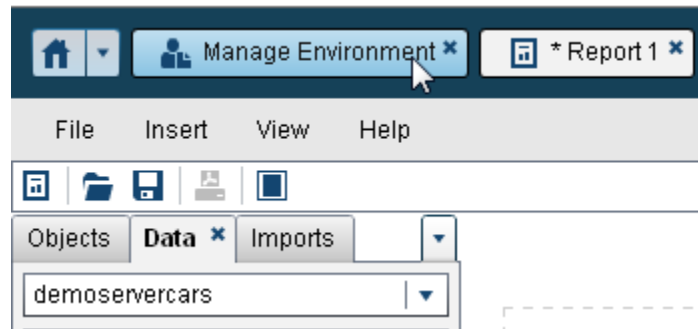 Manage Environment * Report 1
File Insert View Help
Objects Data Imports
demoservercars